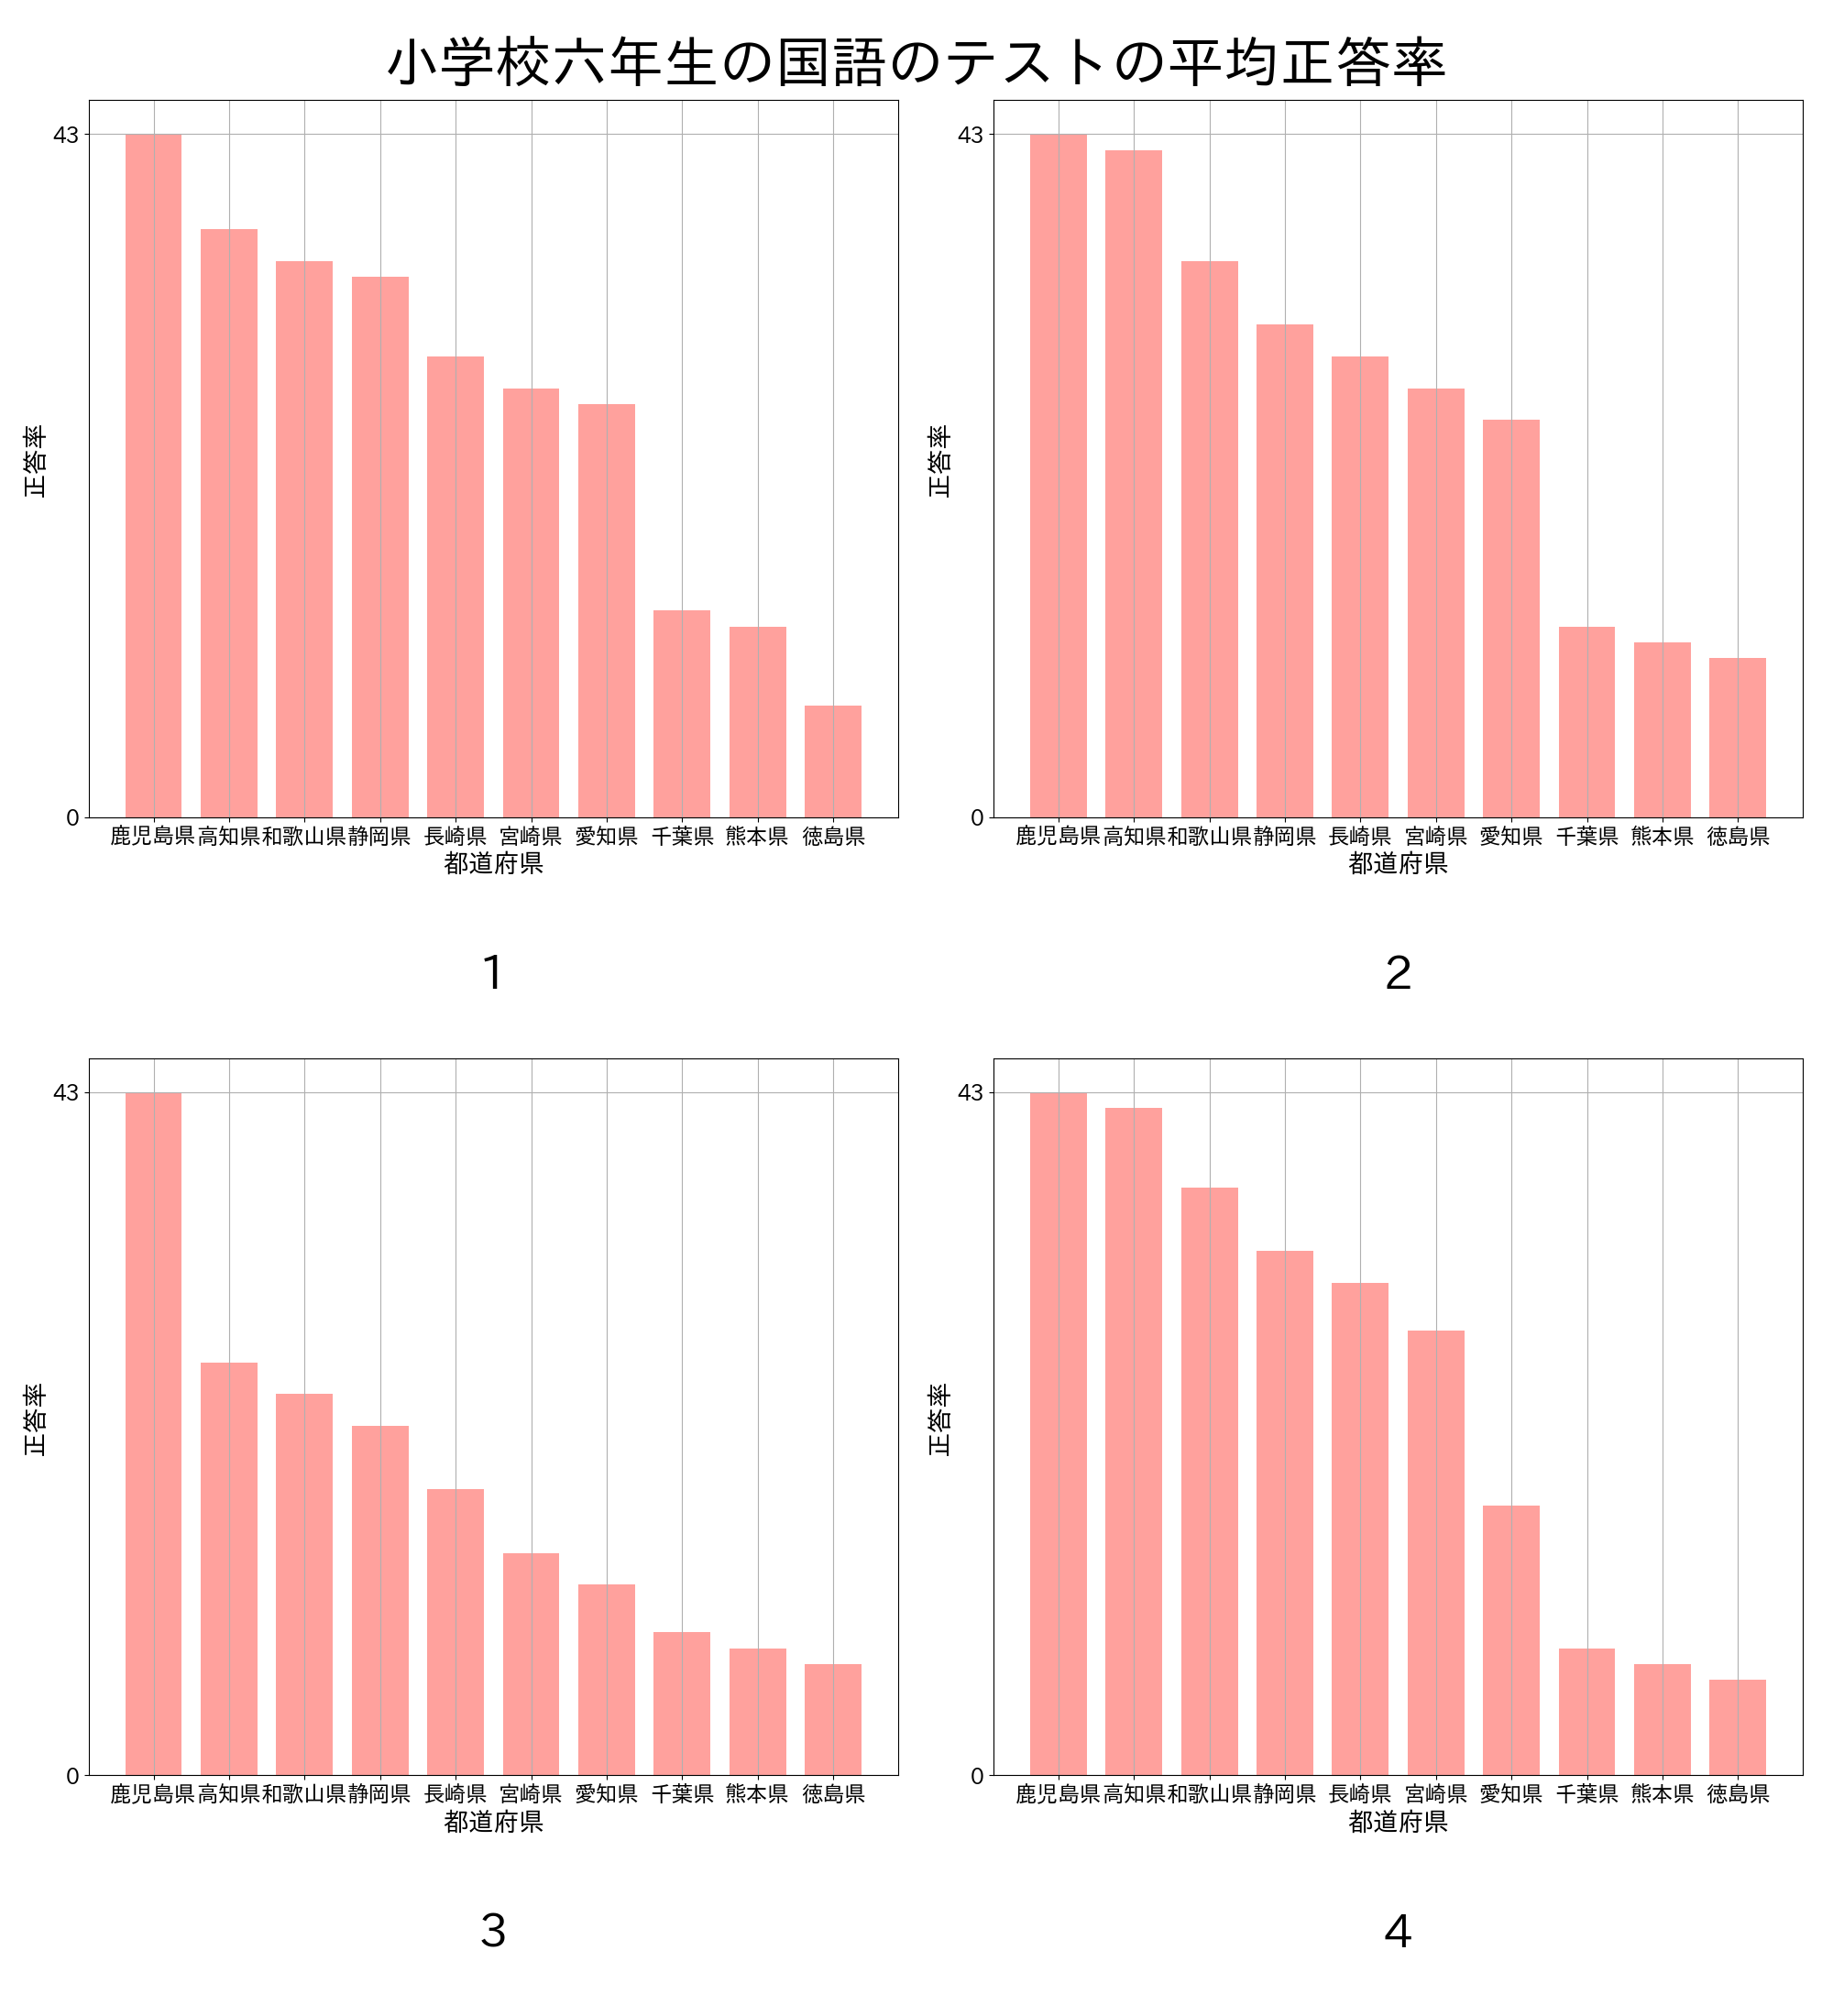 小学校六年生の国語のテストの平均正答率
43
0
正答率
鹿児島県 高知県 和歌山県 静岡県 長崎県 宮崎県 愛知県 千葉県 熊本県 徳島県
都道府県
1
43
0
正答率
鹿児島県 高知県 和歌山県 静岡県 長崎県 宮崎県 愛知県 千葉県 熊本県 徳島県
都道府県
2
43
0
正答率
鹿児島県 高知県 和歌山県 静岡県 長崎県 宮崎県 愛知県 千葉県 熊本県 徳島県
都道府県
3
43
0
正答率
鹿児島県 高知県 和歌山県 静岡県 長崎県 宮崎県 愛知県 千葉県 熊本県 徳島県
都道府県
4